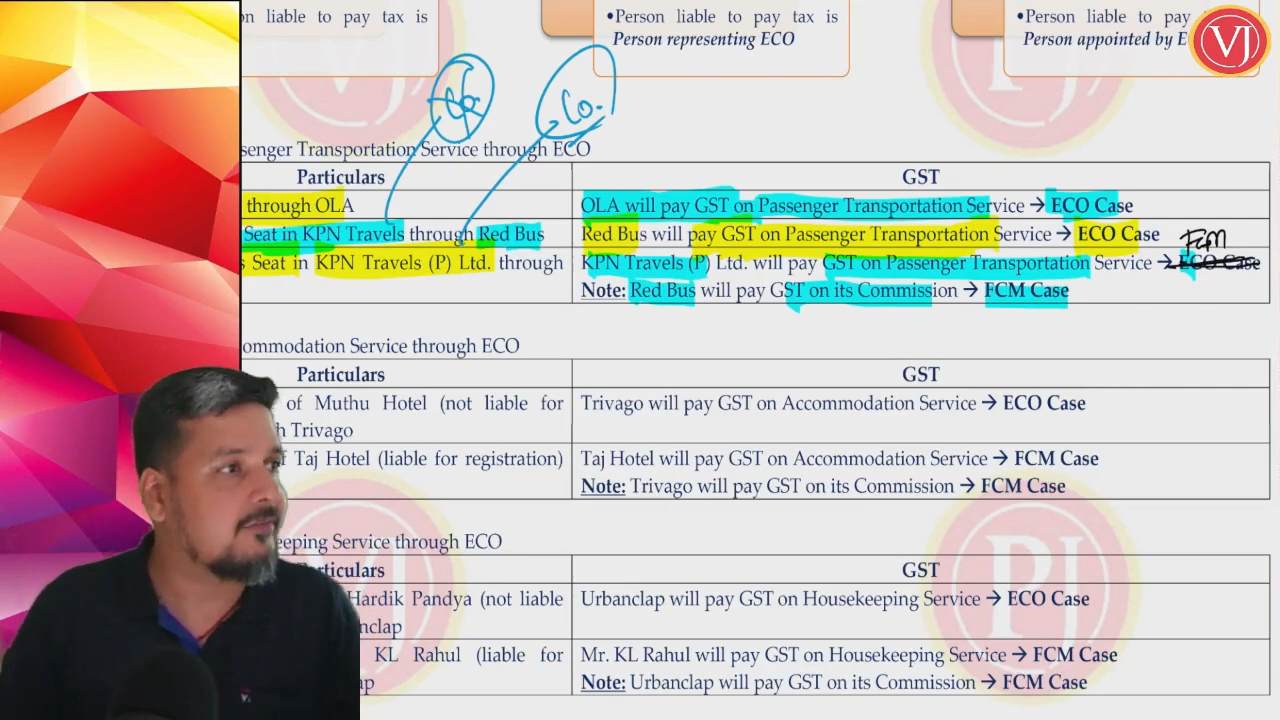 n liable to pay tax is
•Person liable to pay tax is
Person representing ECO
•Person liable to pay
Person appointed by E
VJ
Co.
senger Transportation Service through ECO
Particulars
GST
through OLA
OLA will pay GST on Passenger Transportation Service → ECO Case
Seat in KPN Travels through Red Bus
Red Bus will pay GST on Passenger Transportation Service → ECO Case
FCM
s Seat in KPN Travels (P) Ltd. through
KPN Travels (P) Ltd. will pay GST on Passenger Transportation Service → ECO Case
Note: Red Bus will pay GST on its Commission → FCM Case
ommodation Service through ECO
Particulars
GST
of Muthu Hotel (not liable for
h Trivago
Trivago will pay GST on Accommodation Service → ECO Case
f Taj Hotel (liable for registration)
Taj Hotel will pay GST on Accommodation Service → FCM Case
Note: Trivago will pay GST on its Commission → FCM Case
eeping Service through ECO
rticulars
GST
Hardik Pandya (not liable
nclap
Urbanclap will pay GST on Housekeeping Service → ECO Case
KL Rahul (liable for
ap
Mr. KL Rahul will pay GST on Housekeeping Service → FCM Case
Note: Urbanclap will pay GST on its Commission → FCM Case
VJ
PJ
VJ
PJ